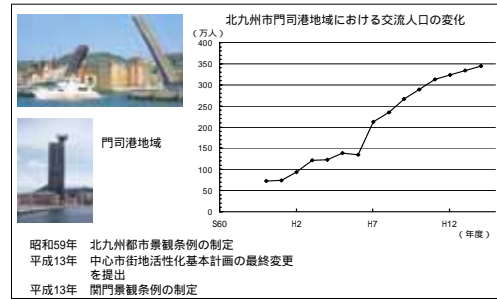 北九州市門司港地域における交流人口の変化
(万人)
400
350
300
250
200
150
100
50
0
S60
H2
H7
H12
(年度)
門司港地域
昭和59年 北九州都市景観条例の制定
平成13年 中心市街地活性化基本計画の最終変更
を提出
平成13年 関門景観条例の制定